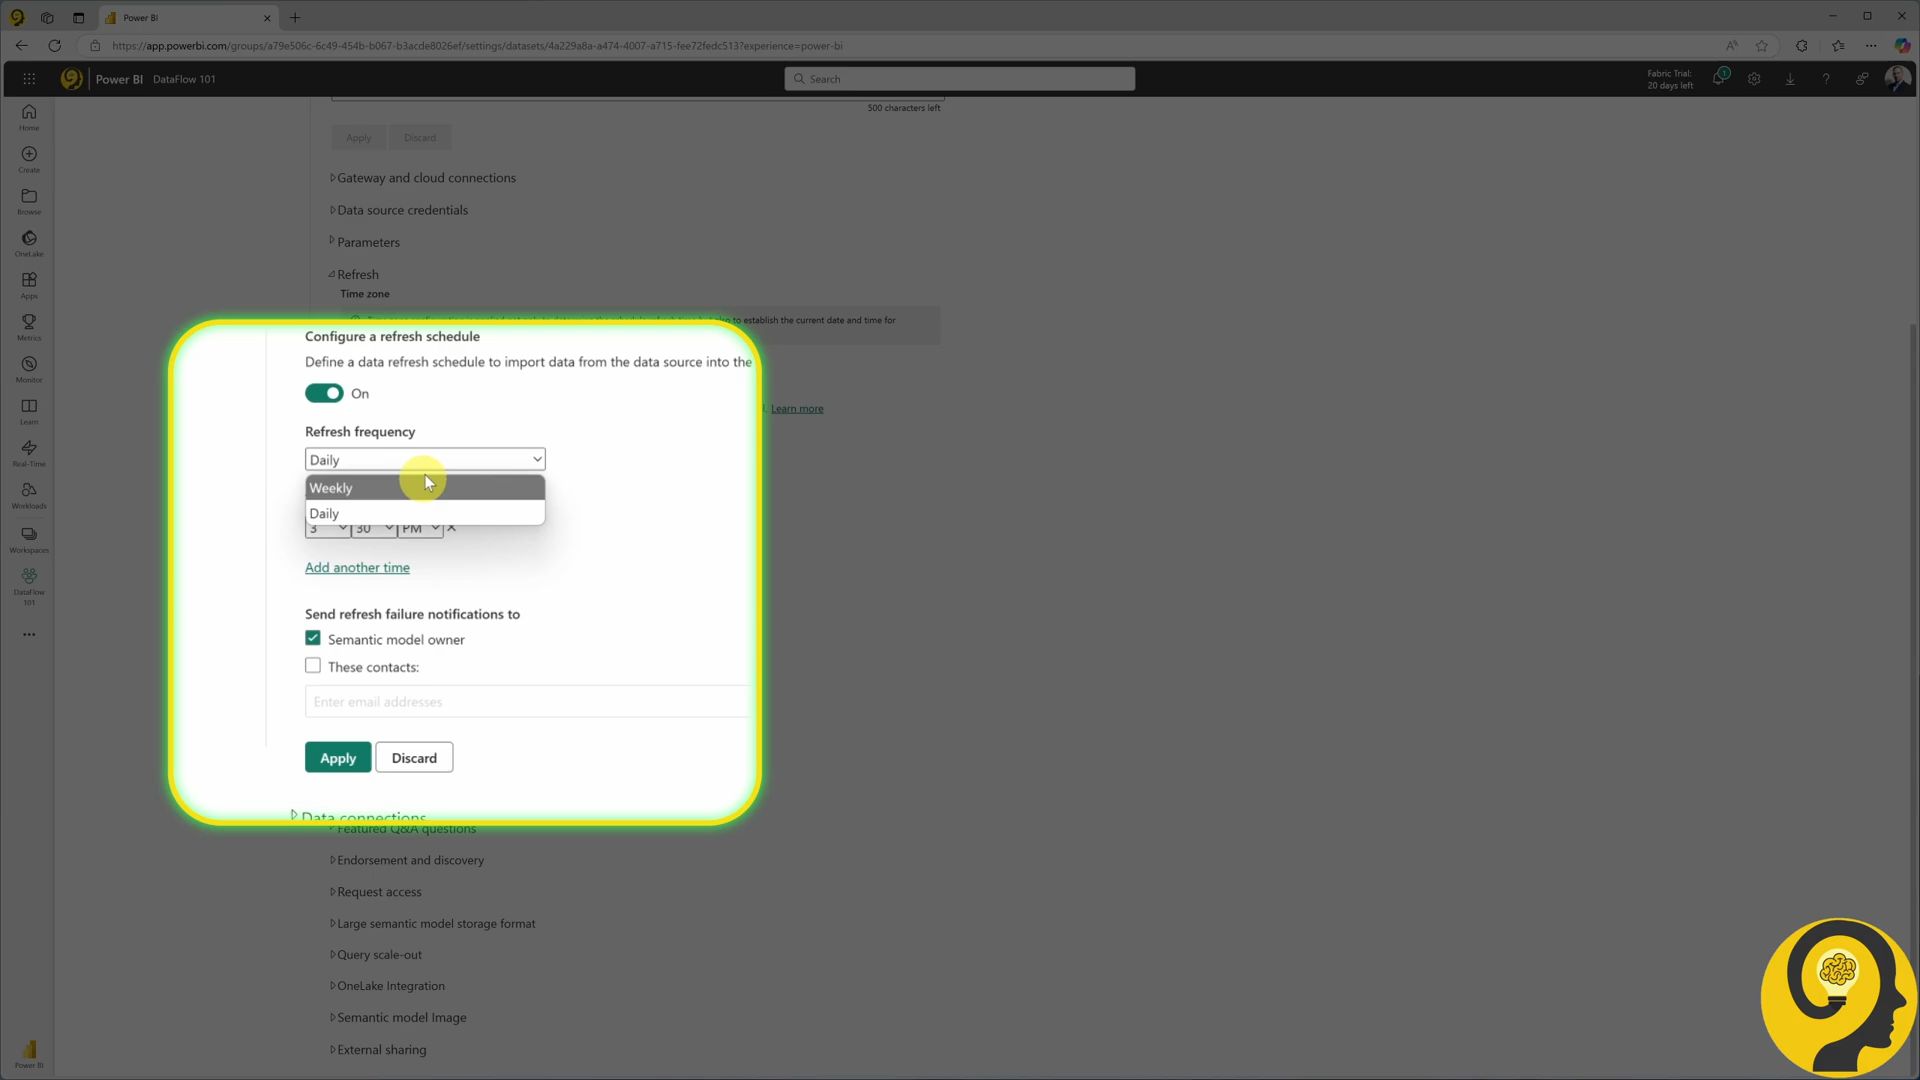 Power BI
https://app.powerbi.com/groups/a79e506c-6c49-454b-b067-b3acde8026ef/settings/datasets/4a229a8a-a474-4007-a715-fee72fedc513?experience=power-bi
Power BI DataFlow 101
Search
Fabric Trial:
20 days left
1
Home
Create
Browse
OneLake
Apps
Metrics
Monitor
Learn
Real-Time
Workloads
Workspaces
DataFlow
101
Power BI
500 characters left
Apply Discard
Gateway and cloud connections
Data source credentials
Parameters
Refresh
Time zone
to establish the current date and time for
Learn more
Configure a refresh schedule
Define a data refresh schedule to import data from the data source into the
On
Refresh frequency
Daily
Weekly
Daily
3 30 PM
Add another time
Send refresh failure notifications to
Semantic model owner
These contacts:
Enter email addresses
Apply Discard
Data connections
Featured Q&A questions
Endorsement and discovery
Request access
Large semantic model storage format
Query scale-out
OneLake Integration
Semantic model Image
External sharing